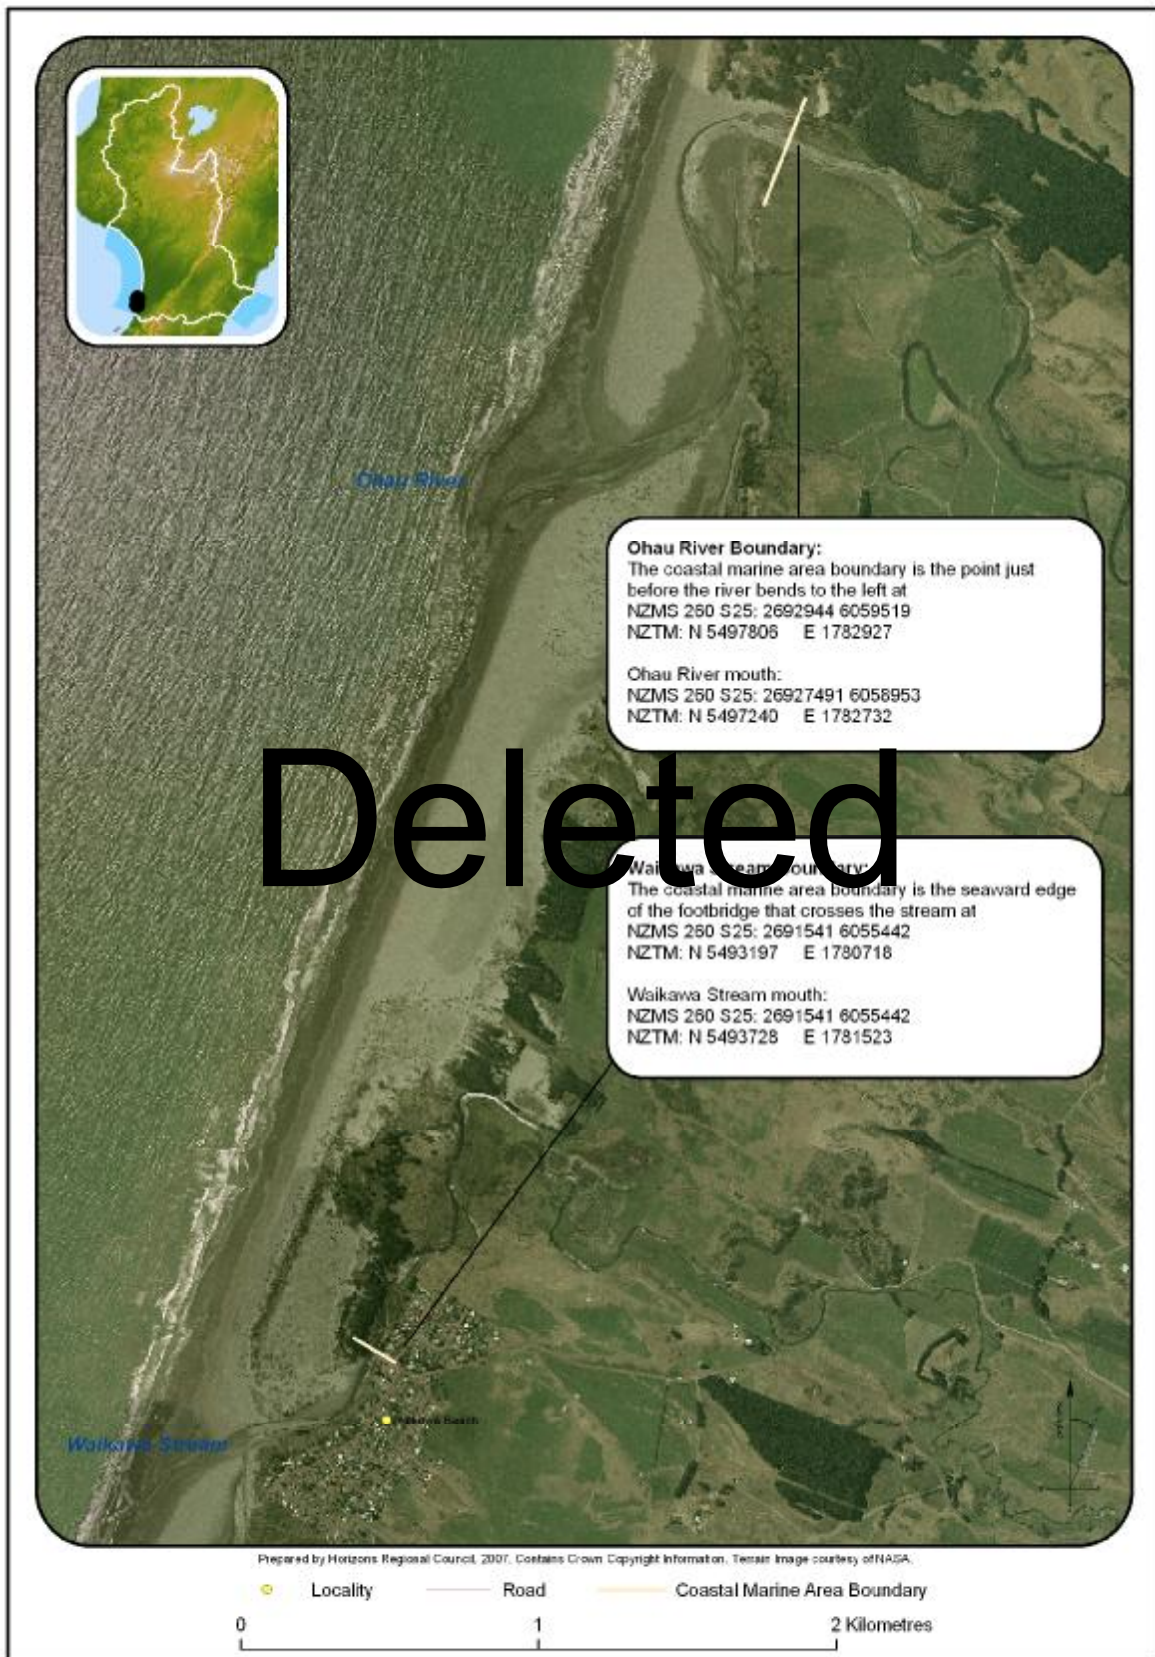 Ohau River
Ohau River Boundary:
The coastal marine area boundary is the point just
before the river bends to the left at
NZMS 260 S25: 2692944 6059519
NZTM: N 5497806 E 1782927
Ohau River mouth:
NZMS 260 S25: 26927491 6058953
NZTM: N 5497240 E 1782732
Deleted
Waikawa Stream Boundary:
The coastal marine area boundary is the seaward edge
of the footbridge that crosses the stream at
NZMS 260 S25: 2691541 6055442
NZTM: N 5493197 E 1780718
Waikawa Stream mouth:
NZMS 260 S25: 2691541 6055442
NZTM: N 5493728 E 1781523
Waikawa Beach
Waikawa Stream
Prepared by Horizons Regional Council, 2007. Contains Crown Copyright Information. Terrain Image courtesy of NASA.
Locality Road Coastal Marine Area Boundary
0 1 2 Kilometres